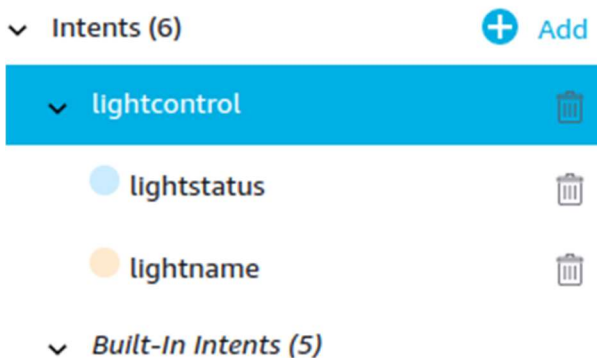 Intents (6) Add
lightcontrol
lightstatus
lightname
Built-In Intents (5)